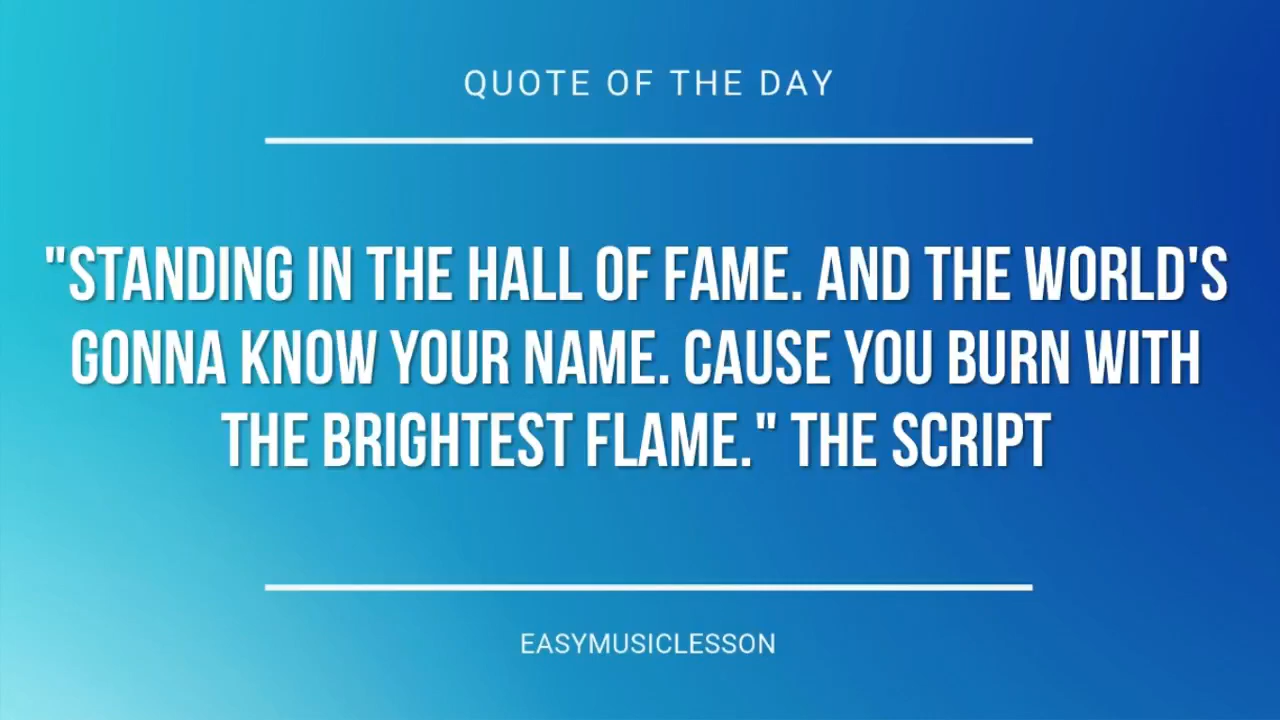 QUOTE OF THE DAY
"STANDING IN THE HALL OF FAME. AND THE WORLD'S
GONNA KNOW YOUR NAME. CAUSE YOU BURN WITH
THE BRIGHTEST FLAME." THE SCRIPT
EASYMUSICLESSON